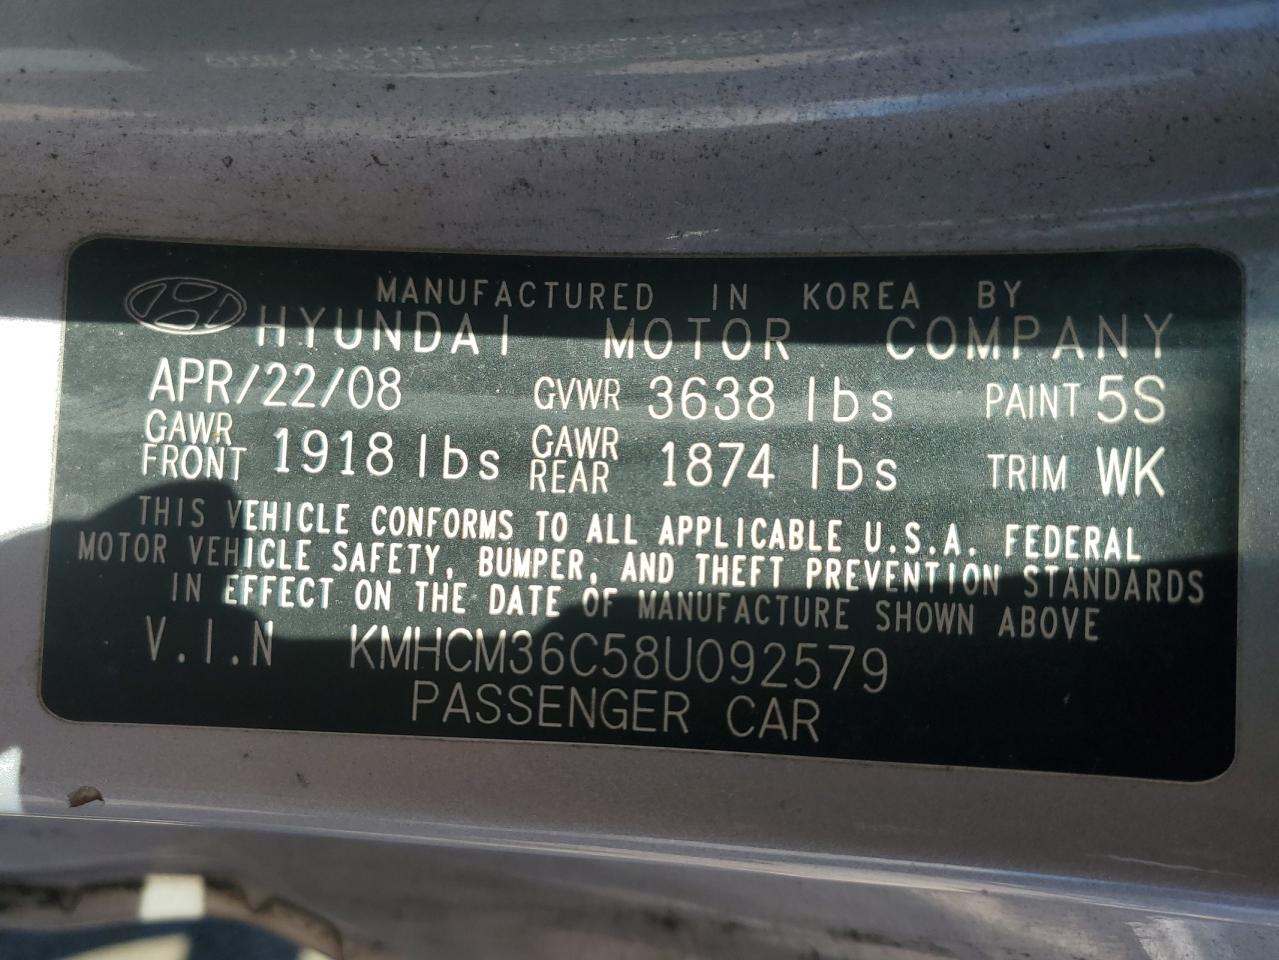 MANUFACTURED IN KOREA BY
HYUNDAI MOTOR COMPANY
APR/22/08 GVWR 3638 lbs PAINT 5S
GAWR FRONT 1918 lbs GAWR REAR 1874 lbs TRIM WK
THIS VEHICLE CONFORMS TO ALL APPLICABLE U.S.A. FEDERAL
MOTOR VEHICLE SAFETY, BUMPER, AND THEFT PREVENTION STANDARDS
IN EFFECT ON THE DATE OF MANUFACTURE SHOWN ABOVE
V.I.N KMHCM36C58U092579
PASSENGER CAR